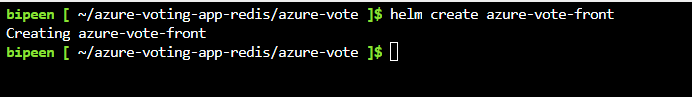 bipeen [ ~/azure-voting-app-redis/azure-vote ]$ helm create azure-vote-front
Creating azure-vote-front
bipeen [ ~/azure-voting-app-redis/azure-vote ]$